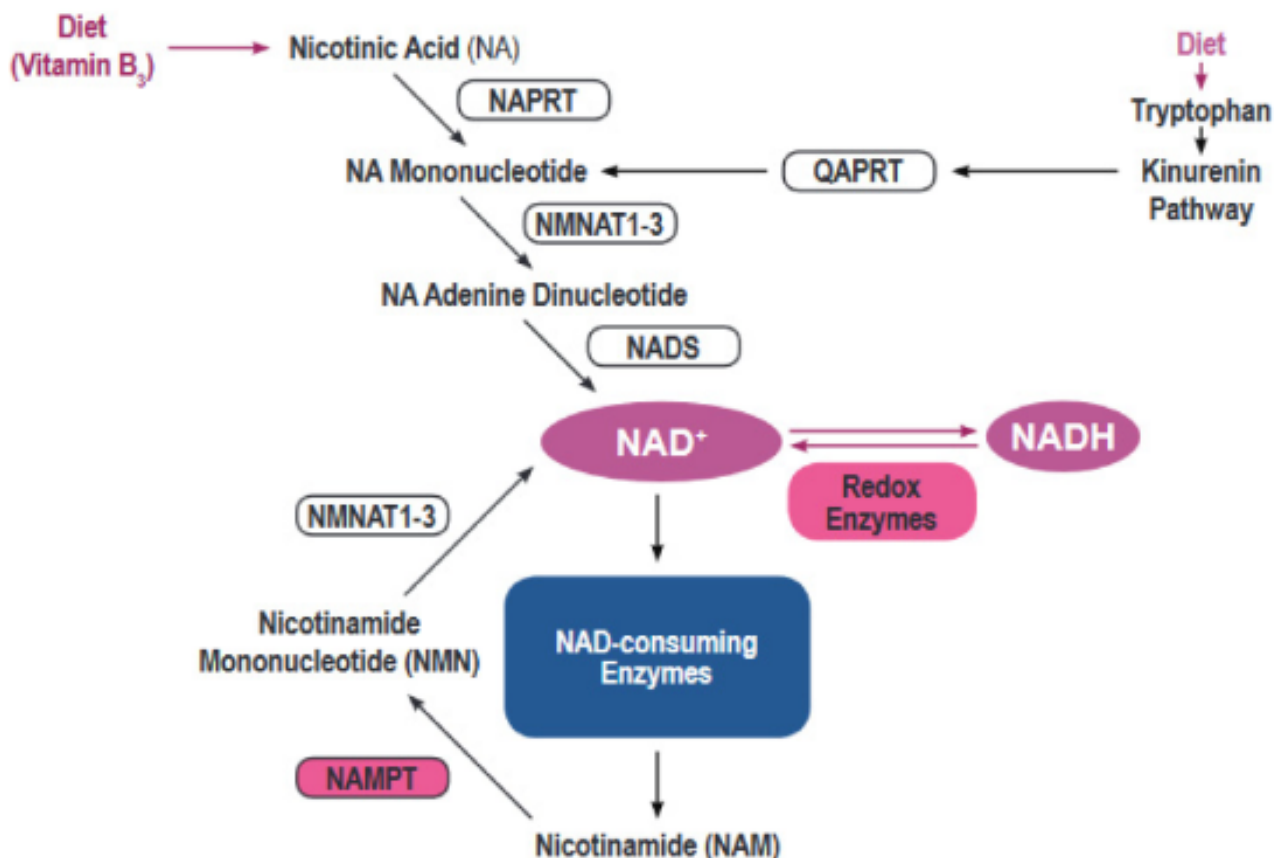 Diet
(Vitamin B₃)
Nicotinic Acid (NA)
Diet
NAPRT
Tryptophan
NA Mononucleotide
QAPRT
Kinurenin
Pathway
NMNAT1-3
NA Adenine Dinucleotide
NADS
NAD⁺
NADH
Redox
Enzymes
NMNAT1-3
Nicotinamide
Mononucleotide (NMN)
NAD-consuming
Enzymes
NAMPT
Nicotinamide (NAM)